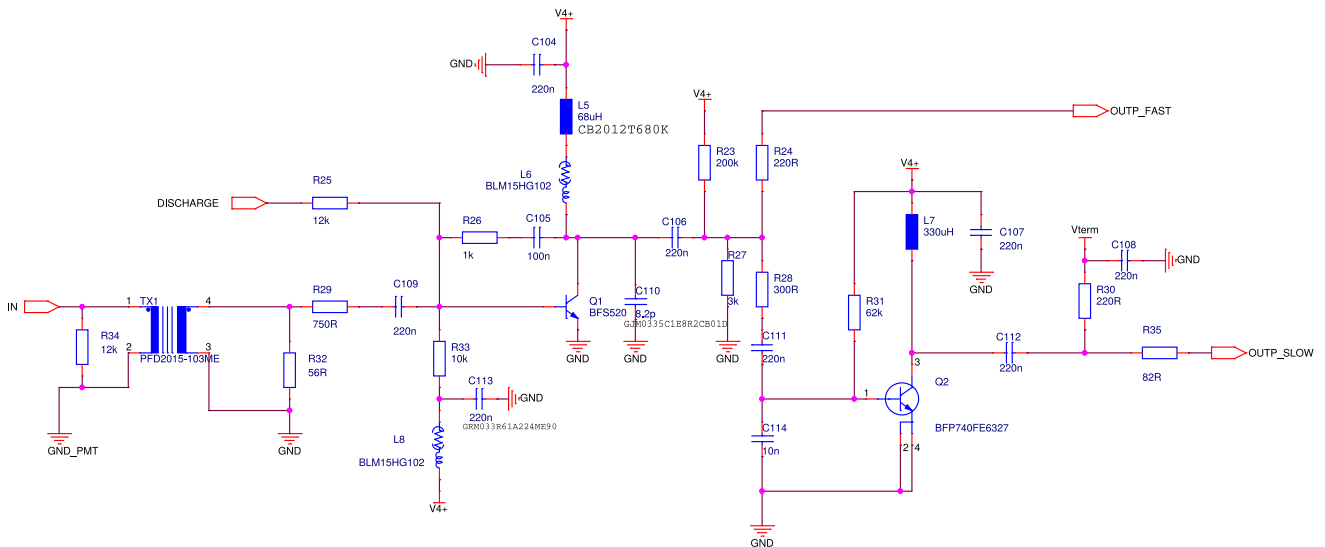 V4+
C104
GND
220n
L5
68uH
CB2012T680K
L6
BLM15HG102
V4+
R23
200k
R24
220R
OUTP_FAST
R25
DISCHARGE
12k
R26
1k
C105
100n
C106
220n
V4+
L7
330uH
C107
220n
GND
Vterm
C108
220n
GND
R27
3k
R28
300R
R30
220R
IN
1
TX1
4
R34
12k
2
3
PFD2015-103ME
R29
750R
C109
220n
Q1
BFS520
GND
C110
8.2p
GJM0335C1E8R2CB01D
GND
GND
R31
62k
C111
220n
C112
220n
R35
82R
OUTP_SLOW
R32
56R
R33
10k
C113
220n
GND
GRM033R61A224ME90
3
Q2
1
BFP740FE6327
2
4
GND_PMT
GND
L8
BLM15HG102
V4+
C114
10n
GND